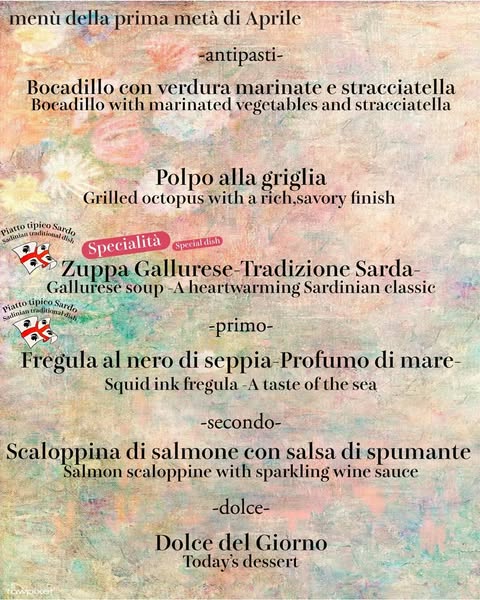 menù della prima metà di Aprile
-antipasti-
Bocadillo con verdura marinate e stracciatella
Bocadillo with marinated vegetables and stracciatella
Polpo alla griglia
Grilled octopus with a rich,savory finish
Piatto tipico Sardo
Sadinian traditional dish
Specialità
Special dish
Zuppa Gallurese-Tradizione Sarda-
Gallurese soup -A heartwarming Sardinian classic
Piatto tipico Sardo
Sadinian traditional dish
-primo-
Fregula al nero di seppia-Profumo di mare-
Squid ink fregula -A taste of the sea
-secondo-
Scaloppina di salmone con salsa di spumante
Salmon scaloppine with sparkling wine sauce
-dolce-
Dolce del Giorno
Today's dessert
rawpixel